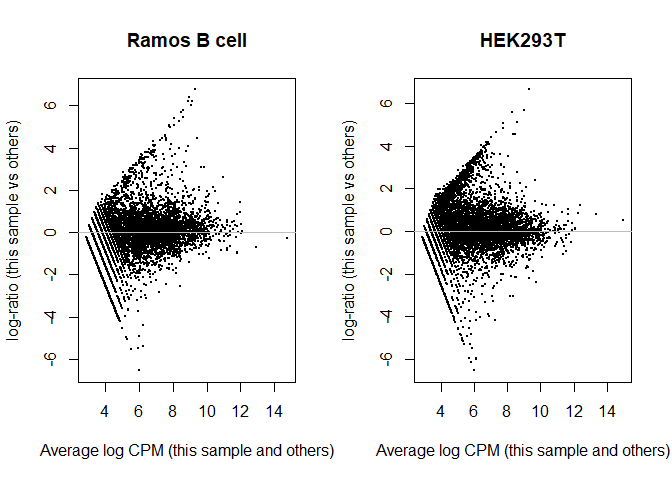 Ramos B cell
log-ratio (this sample vs others)
6
4
2
0
-2
-4
-6
4 6 8 10 12 14
Average log CPM (this sample and others)
HEK293T
log-ratio (this sample vs others)
6
4
2
0
-2
-4
-6
4 6 8 10 12 14
Average log CPM (this sample and others)